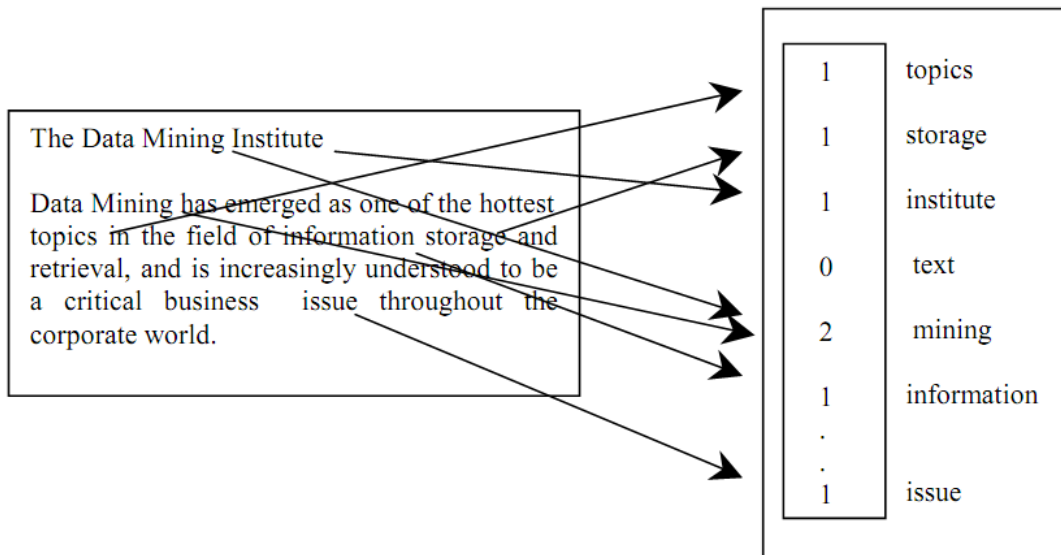 The Data Mining Institute
Data Mining has emerged as one of the hottest
topics in the field of information storage and
retrieval, and is increasingly understood to be
a critical business issue throughout the
corporate world.
1 topics
1 storage
1 institute
0 text
2 mining
1 information
.
.
1 issue